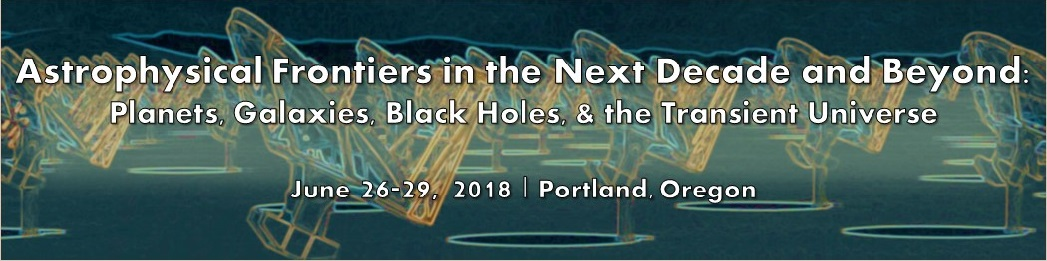 Astrophysical Frontiers in the Next Decade and Beyond:
Planets, Galaxies, Black Holes, & the Transient Universe
June 26-29, 2018 | Portland, Oregon